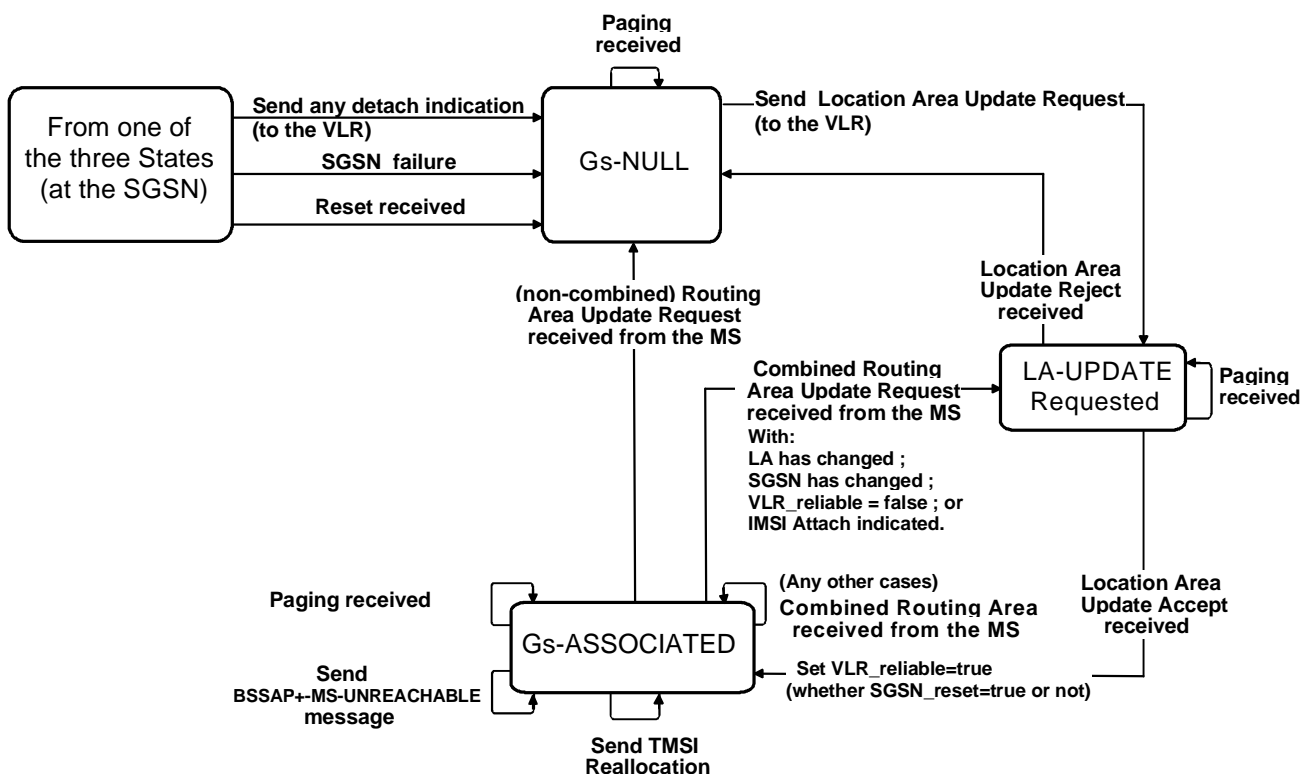 Paging
received
From one of
the three States
(at the SGSN)
Send any detach indication
(to the VLR)
SGSN failure
Reset received
Gs-NULL
Send Location Area Update Request
(to the VLR)
Location Area
Update Reject
received
(non-combined) Routing
Area Update Request
received from the MS
LA-UPDATE
Requested
Paging
received
Combined Routing
Area Update Request
received from the MS
With:
LA has changed ;
SGSN has changed ;
VLR_reliable = false ; or
IMSI Attach indicated.
Location Area
Update Accept
received
Paging received
Gs-ASSOCIATED
(Any other cases)
Combined Routing Area
received from the MS
Set VLR_reliable=true
(whether SGSN_reset=true or not)
Send
BSSAP+-MS-UNREACHABLE
message
Send TMSI
Reallocation